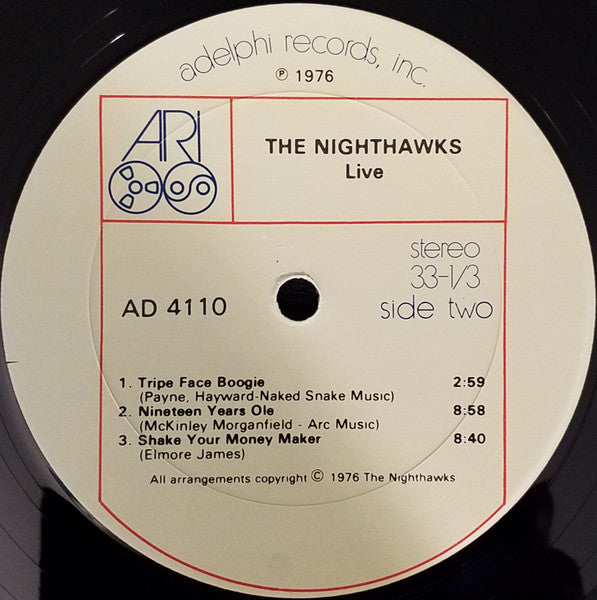 adelphi records, inc.
℗ 1976
ARI
THE NIGHTHAWKS
Live
stereo
33-1/3
side two
AD 4110
1. Tripe Face Boogie 2:59
(Payne, Hayward-Naked Snake Music)
2. Nineteen Years Ole 8:58
(McKinley Morganfield - Arc Music)
3. Shake Your Money Maker 8:40
(Elmore James)
All arrangements copyright © 1976 The Nighthawks